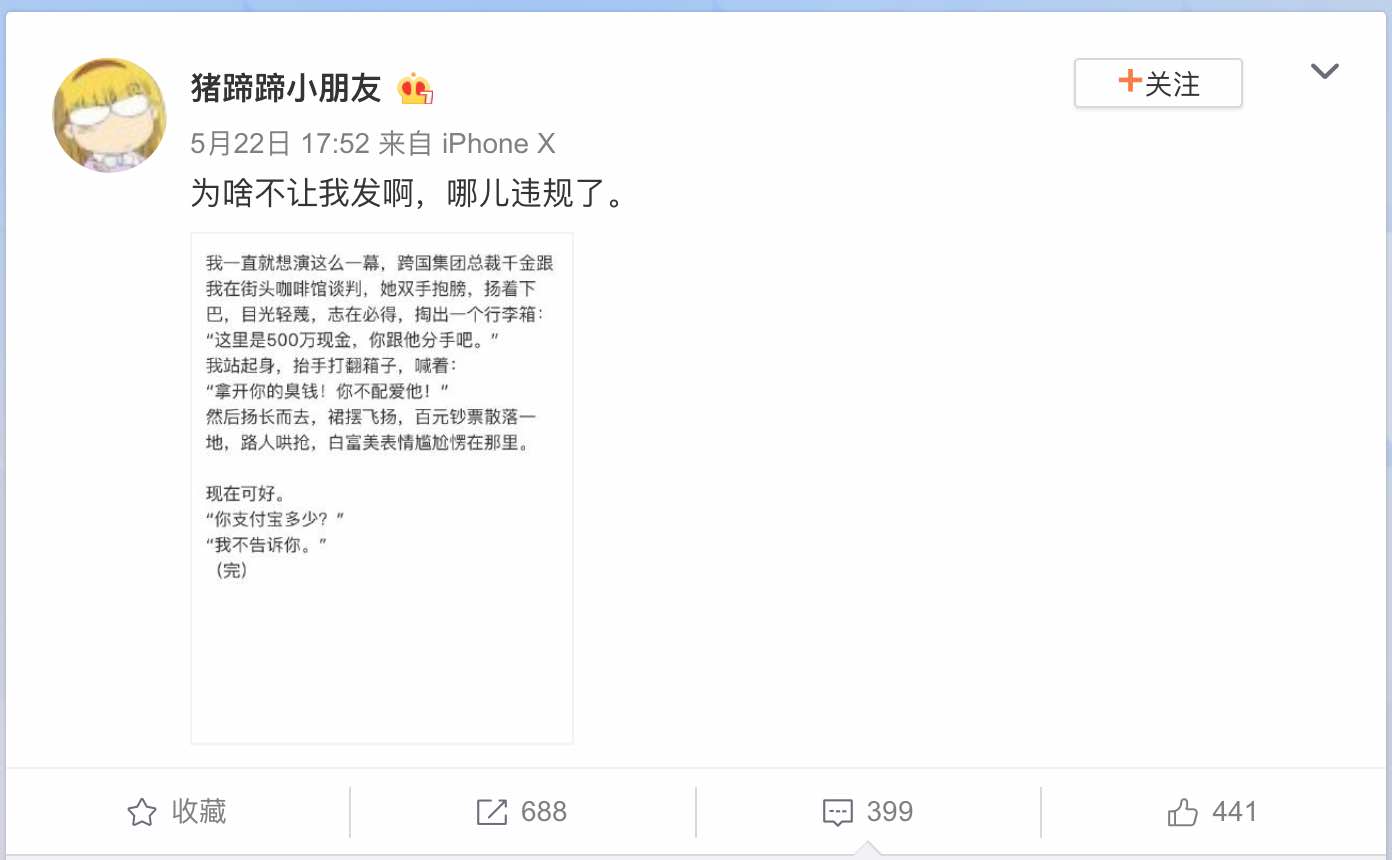 猪蹄蹄小朋友
+关注
5月22日 17:52 来自 iPhone X
为啥不让我发啊，哪儿违规了。
我一直就想演这么一幕，跨国集团总裁千金跟
我在街头咖啡馆谈判，她双手抱膀，扬着下
巴，目光轻蔑，志在必得，掏出一个行李箱：
“这里是500万现金，你跟他分手吧。”
我站起身，抬手打翻箱子，喊着：
“拿开你的臭钱！你不配爱他！”
然后扬长而去，裙摆飞扬，百元钞票散落一
地，路人哄抢，白富美表情尴尬愣在那里。
现在可好。
“你支付宝多少？”
“我不告诉你。”
（完）
收藏
688
399
441